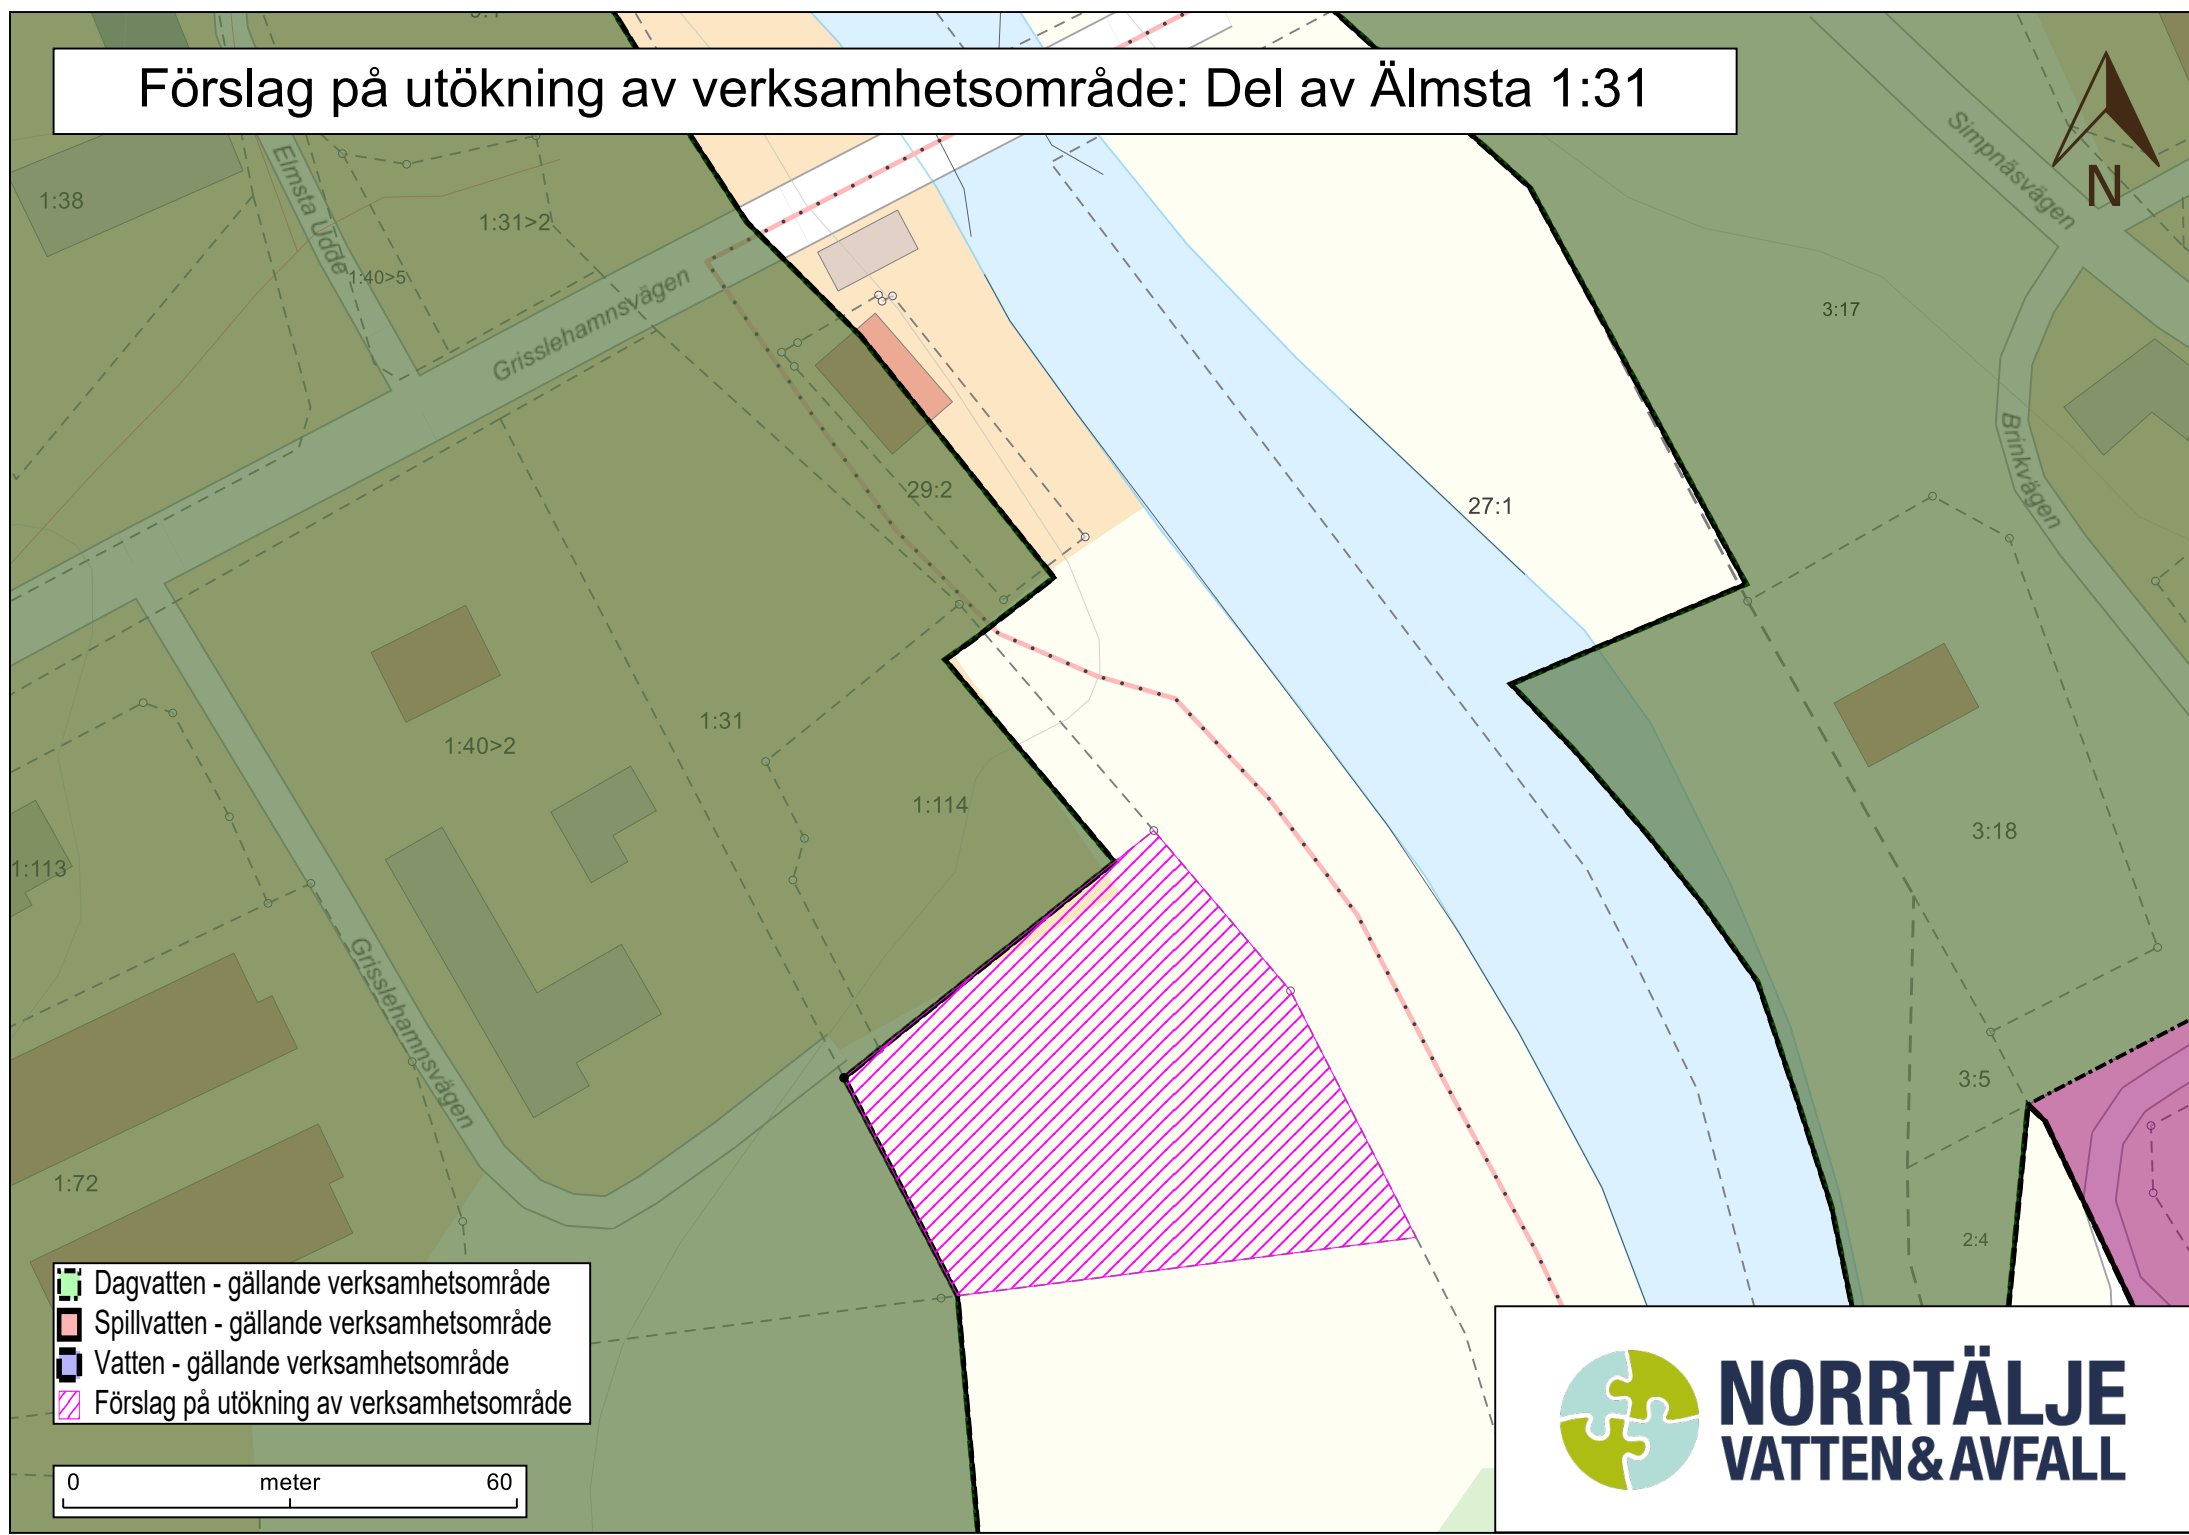 Förslag på utökning av verksamhetsområde: Del av Älmsta 1:31
N
Simpnäsvägen
Elmsta Udde
1:38
1:31>2
1:40>5
Grisslehamnsvägen
3:17
Brinkvägen
29:2
27:1
1:31
1:40>2
1:114
3:18
1:113
Grisslehamnsvägen
3:5
1:72
2:4
Dagvatten - gällande verksamhetsområde
Spillvatten - gällande verksamhetsområde
Vatten - gällande verksamhetsområde
Förslag på utökning av verksamhetsområde
0 meter 60
NORRTÄLJE
VATTEN & AVFALL